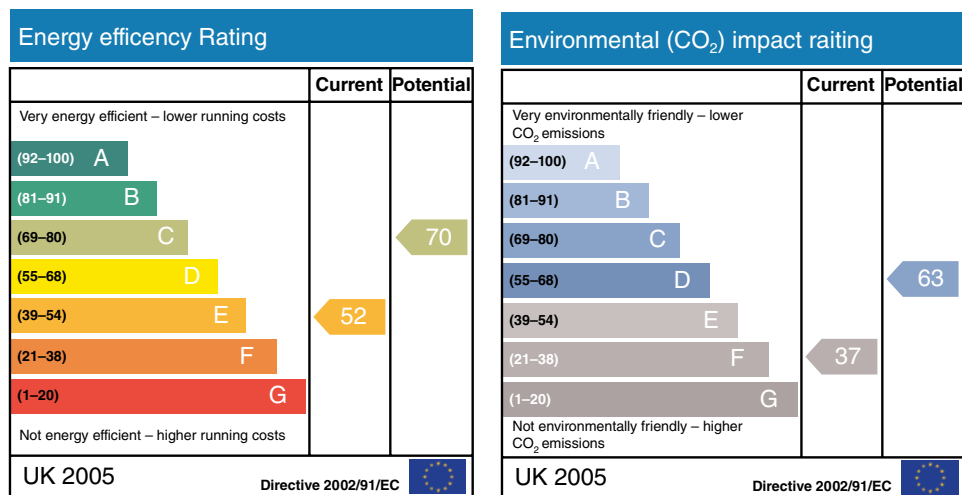 Energy efficency Rating
Current Potential
Very energy efficient – lower running costs
(92–100) A
(81–91) B
(69–80) C
70
(55–68) D
(39–54) E
52
(21–38) F
(1–20) G
Not energy efficient – higher running costs
UK 2005
Directive 2002/91/EC
Environmental (CO₂) impact raiting
Current Potential
Very environmentally friendly – lower
CO₂ emissions
(92–100) A
(81–91) B
(69–80) C
(55–68) D
63
(39–54) E
(21–38) F
37
(1–20) G
Not environmentally friendly – higher
CO₂ emissions
UK 2005
Directive 2002/91/EC